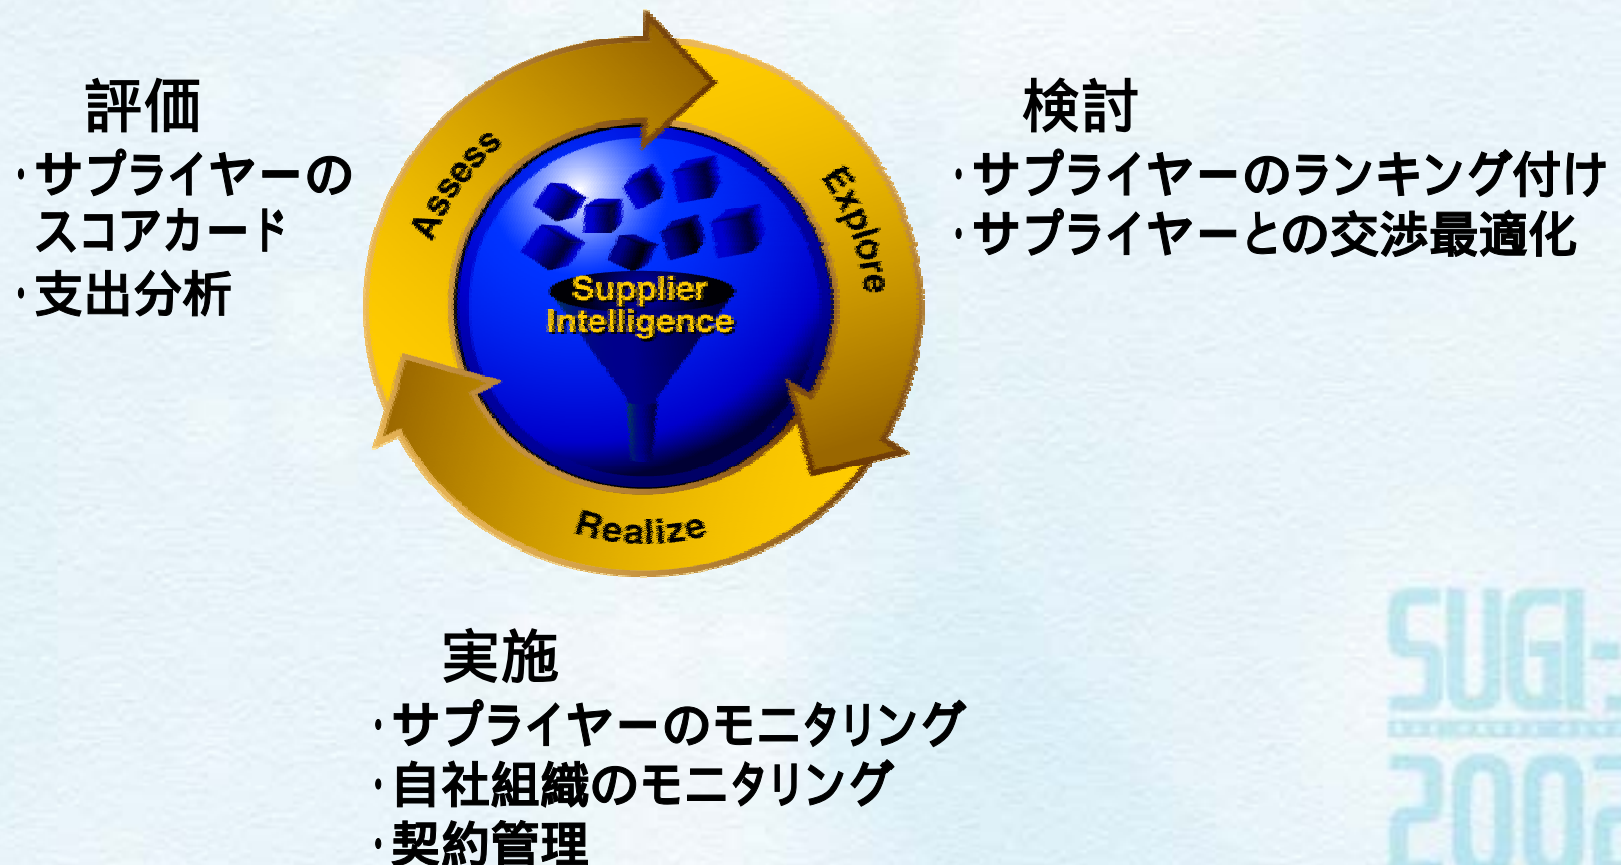 評価
・サプライヤーの
スコアカード
・支出分析
Assess
Explore
Supplier
Intelligence
Realize
検討
・サプライヤーのランキング付け
・サプライヤーとの交渉最適化
実施
・サプライヤーのモニタリング
・自社組織のモニタリング
・契約管理
SUGI-
200